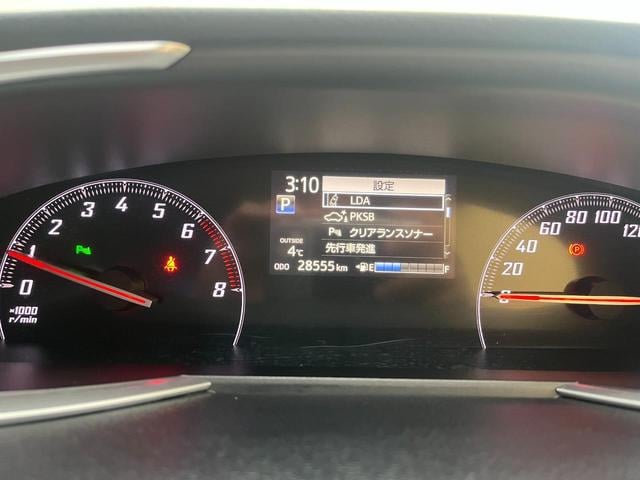 3:10 設定
P LDA
PKSB
クリアランスソナー
OUTSIDE 先行車発進
4℃
ODO 28555 km E F
0 1 2 3 4 5 6 7 8
×1000
r/min
P
0 20 40 60 80 100 120